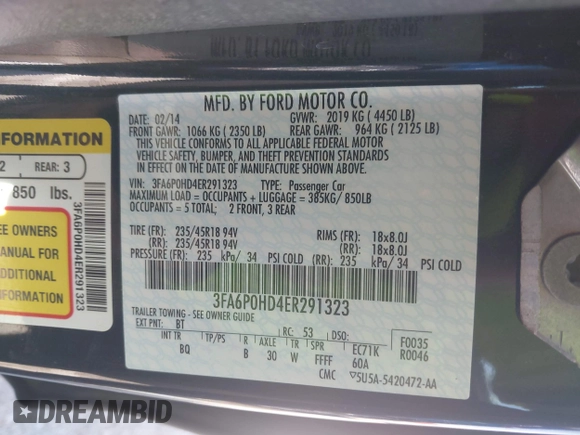 MFD. BY FORD MOTOR CO.
DATE: 02/14 GVWR: 2019 KG ( 4450 LB)
FRONT GAWR: 1066 KG ( 2350 LB) REAR GAWR: 964 KG ( 2125 LB)
THIS VEHICLE CONFORMS TO ALL APPLICABLE FEDERAL MOTOR
VEHICLE SAFETY, BUMPER, AND THEFT PREVENTION STANDARDS
IN EFFECT ON THE DATE OF MANUFACTURE SHOWN ABOVE.
VIN: 3FA6P0HD4ER291323 TYPE: Passenger Car
MAXIMUM LOAD = OCCUPANTS + LUGGAGE = 385KG/ 850LB
OCCUPANTS = 5 TOTAL; 2 FRONT, 3 REAR
TIRE (FR): 235/45R18 94V RIMS (FR): 18x8.0J
(RR): 235/45R18 94V (RR): 18x8.0J
PRESSURE (FR): 235 kPa/ 34 PSI COLD (RR): 235 kPa/ 34 PSI COLD
3FA6P0HD4ER291323
TRAILER TOWING - SEE OWNER GUIDE
EXT PNT: BT RC: 53 DSO: F0035
R0046
INT TR TP/PS R AXLE TR SPR EC71K
BQ B 30 W FFFF 60A
CMC 5U5A-5420472-AA
FORMATION
2 REAR: 3
850 lbs.
EE OWNERS
MANUAL FOR
ADDITIONAL
INFORMATION
3FA6P0HD4ER291323
DREAMBID